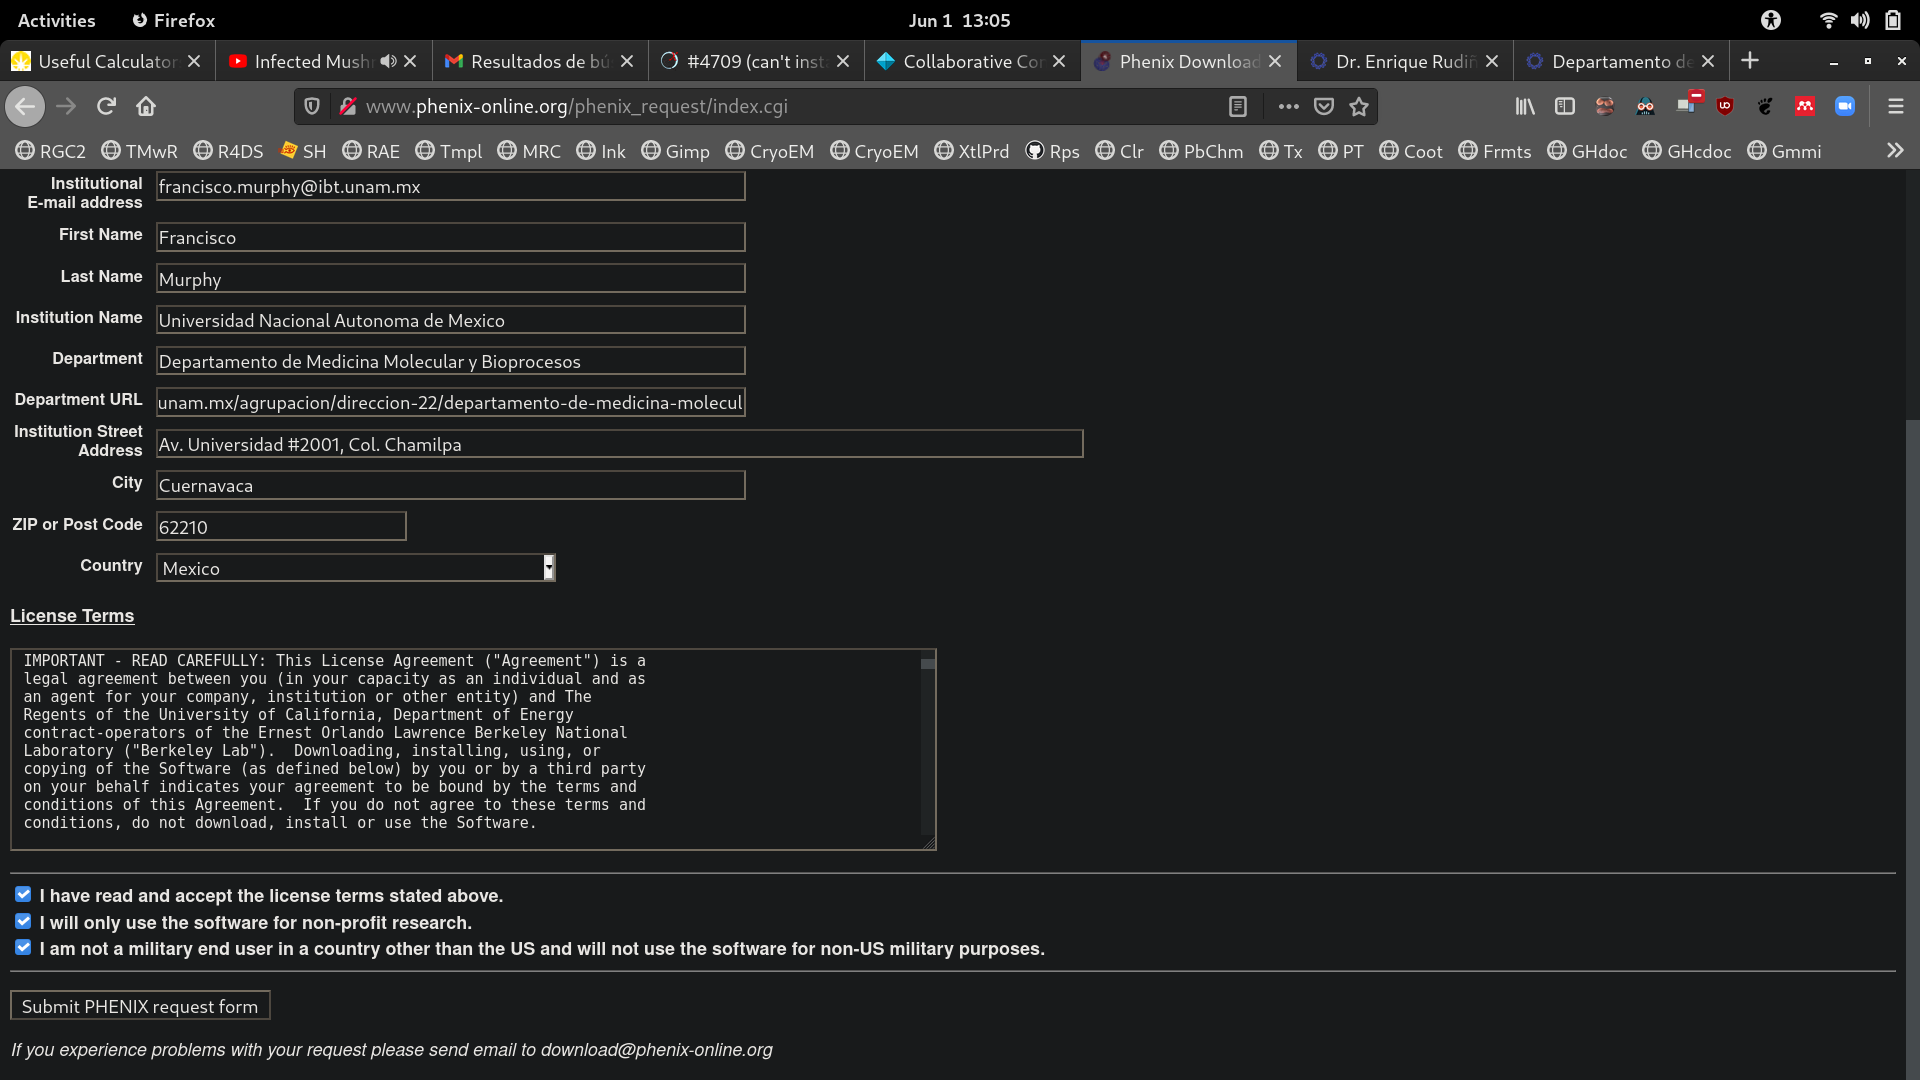 Activities
Firefox
Jun 1 13:05
Useful Calculator
Infected Mush
Resultados de bú
#4709 (can't inst
Collaborative Co
Phenix Download
Dr. Enrique Rudiñ
Departamento de
www.phenix-online.org/phenix_request/index.cgi
RGC2 TMwR R4DS SH RAE Tmpl MRC Ink Gimp CryoEM CryoEM XtlPrd Rps Clr PbChm Tx PT Coot Frmts GHdoc GHcdoc Gmmi
Institutional
E-mail address
francisco.murphy@ibt.unam.mx
First Name Francisco
Last Name Murphy
Institution Name Universidad Nacional Autonoma de Mexico
Department Departamento de Medicina Molecular y Bioprocesos
Department URL unam.mx/agrupacion/direccion-22/departamento-de-medicina-molecul
Institution Street
Address
Av. Universidad #2001, Col. Chamilpa
City Cuernavaca
ZIP or Post Code 62210
Country Mexico
License Terms
IMPORTANT - READ CAREFULLY: This License Agreement ("Agreement") is a
legal agreement between you (in your capacity as an individual and as
an agent for your company, institution or other entity) and The
Regents of the University of California, Department of Energy
contract-operators of the Ernest Orlando Lawrence Berkeley National
Laboratory ("Berkeley Lab").  Downloading, installing, using, or
copying of the Software (as defined below) by you or by a third party
on your behalf indicates your agreement to be bound by the terms and
conditions of this Agreement.  If you do not agree to these terms and
conditions, do not download, install or use the Software.
I have read and accept the license terms stated above.
I will only use the software for non-profit research.
I am not a military end user in a country other than the US and will not use the software for non-US military purposes.
Submit PHENIX request form
If you experience problems with your request please send email to download@phenix-online.org